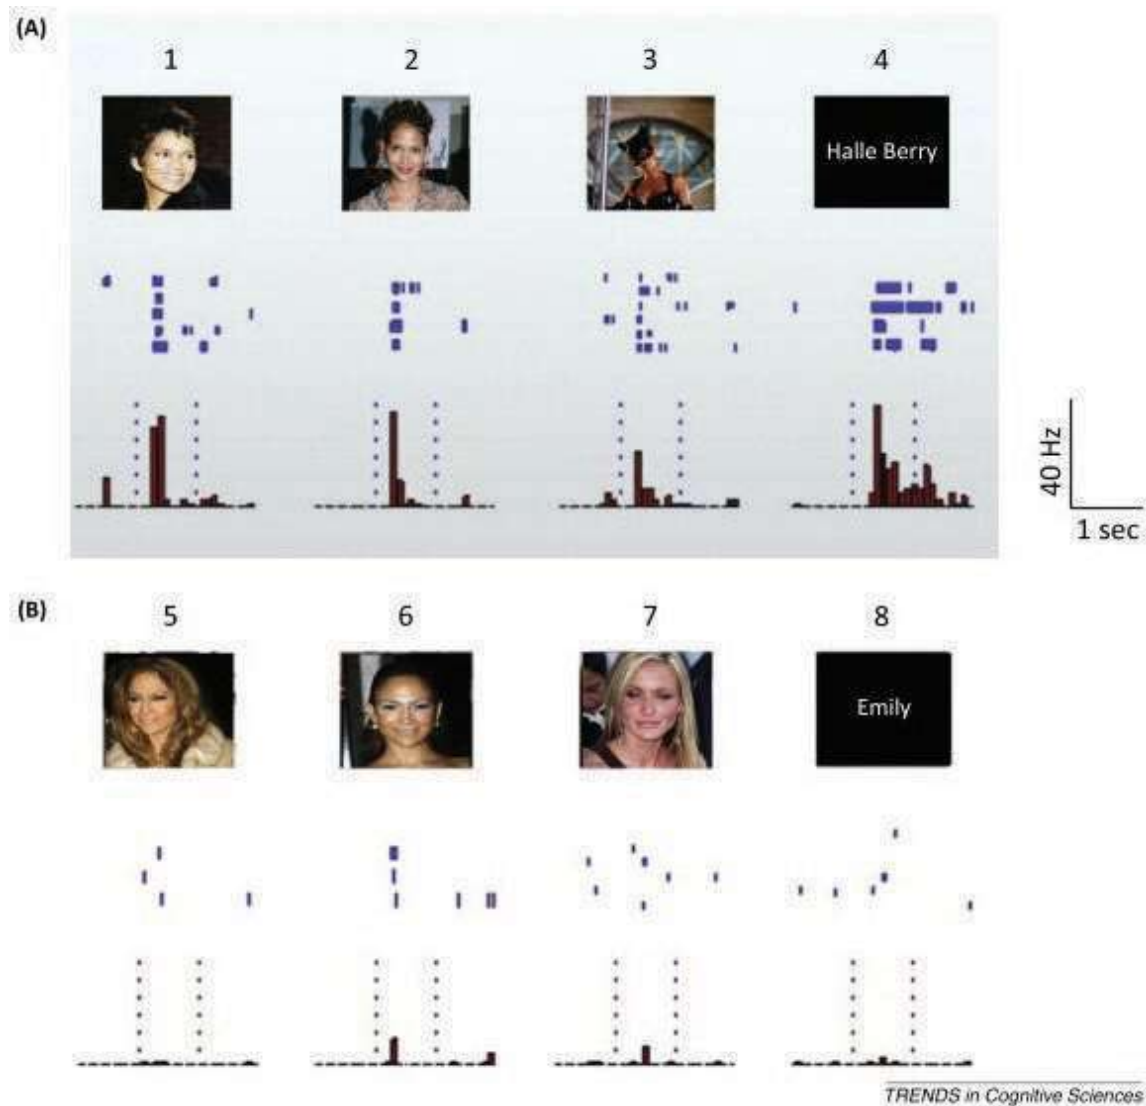 (A)
1 2 3 4
Halle Berry
40 Hz
1 sec
(B)
5 6 7 8
Emily
TRENDS in Cognitive Sciences